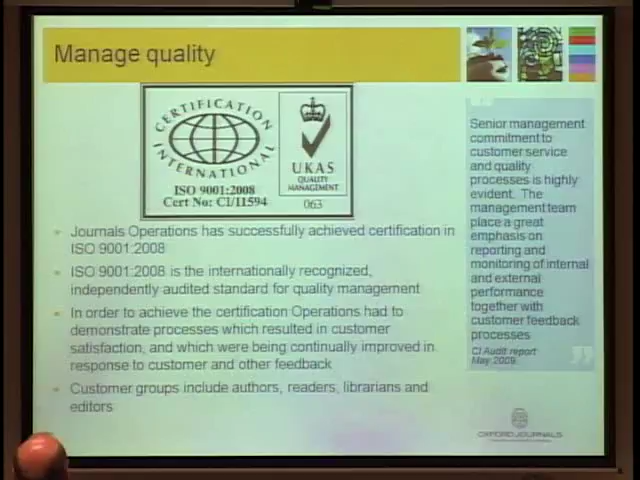 Manage quality
CERTIFICATION
INTERNATIONAL
ISO 9001:2008
Cert No: CI/11594
UKAS
QUALITY
MANAGEMENT
063
Journals Operations has successfully achieved certification in
ISO 9001:2008
ISO 9001:2008 is the internationally recognized,
independently audited standard for quality management
In order to achieve the certification Operations had to
demonstrate processes which resulted in customer
satisfaction, and which were being continually improved in
response to customer and other feedback
Customer groups include authors, readers, librarians and
editors
Senior management
commitment to
customer service
and quality
processes is highly
evident. The
management team
place a great
emphasis on
reporting and
monitoring of internal
and external
performance
together with
customer feedback
processes
CI Audit report
May 2009
OXFORD JOURNALS